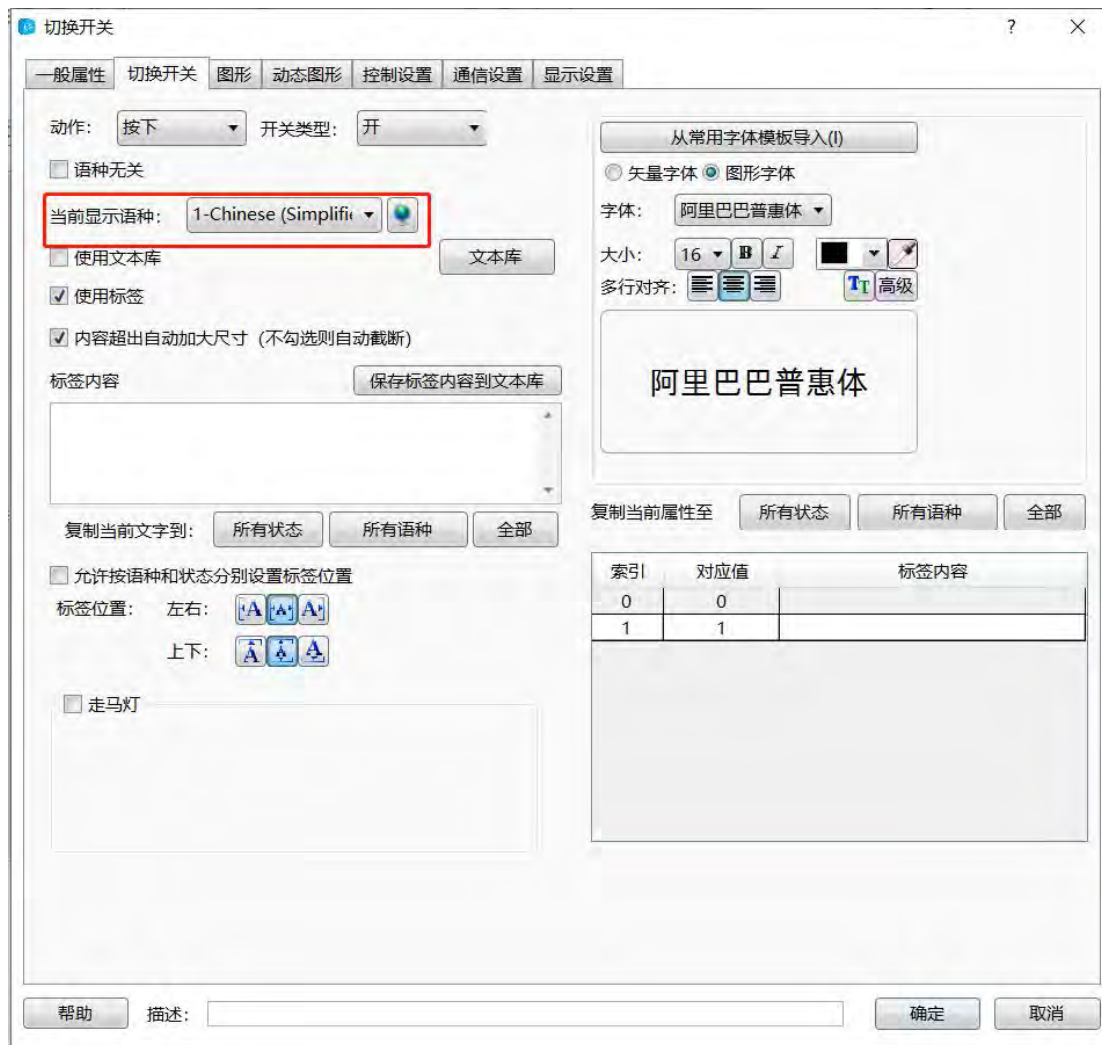 切换开关
一般属性 切换开关 图形 动态图形 控制设置 通信设置 显示设置
动作： 按下 开关类型： 开
语种无关
当前显示语种： 1-Chinese (Simplifi
使用文本库 文本库
使用标签
内容超出自动加大尺寸 (不勾选则自动截断)
标签内容 保存标签内容到文本库
复制当前文字到： 所有状态 所有语种 全部
允许按语种和状态分别设置标签位置
标签位置： 左右： A A A
上下： A A A
走马灯
从常用字体模板导入(I)
矢量字体 图形字体
字体： 阿里巴巴普惠体
大小： 16 B I
多行对齐： TT 高级
阿里巴巴普惠体
复制当前属性至 所有状态 所有语种 全部
索引 对应值 标签内容
0 0
1 1
帮助 描述： 确定 取消